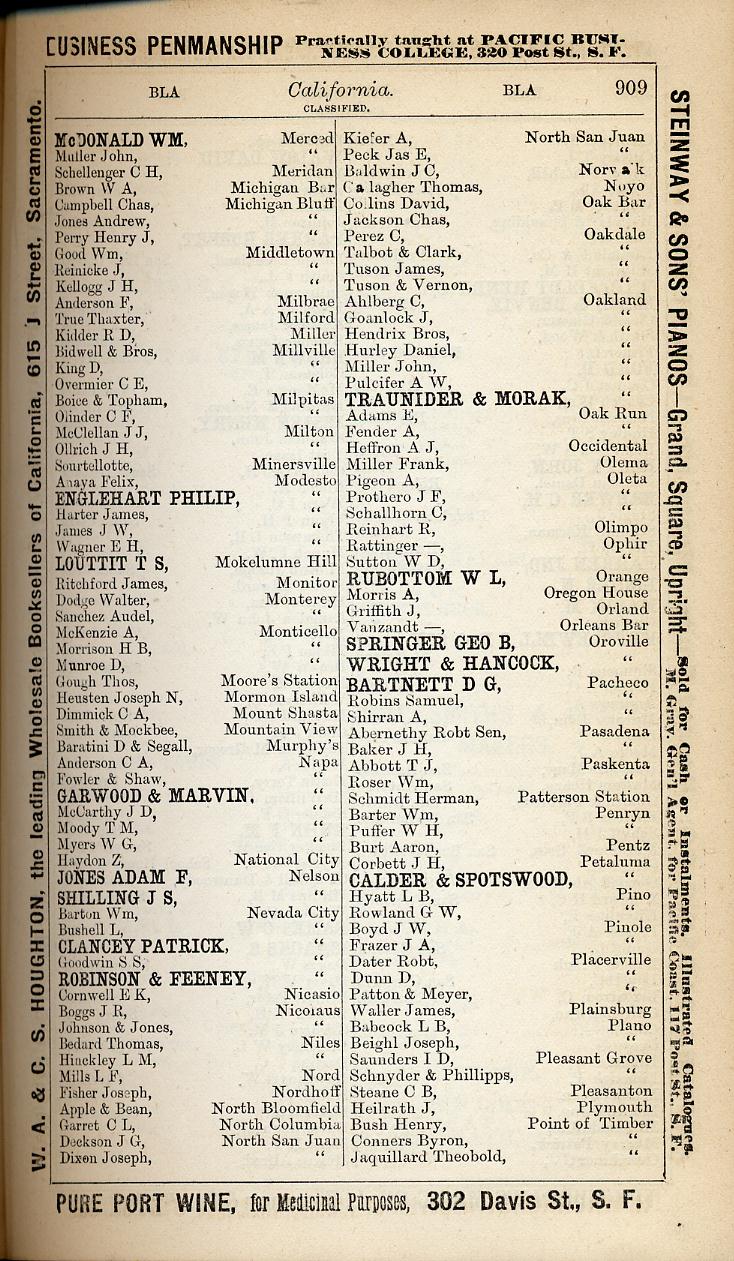 BUSINESS PENMANSHIP Practically taught at PACIFIC BUSI-
NESS COLLEGE, 320 Post St., S. F.
BLA California. BLA 909
CLASSIFIED.
McDONALD WM, Merced
Muller John, “
Schellenger C H, Meridan
Brown W A, Michigan Bar
Campbell Chas, Michigan Bluff
Jones Andrew, “
Perry Henry J, “
Good Wm, Middletown
Reinicke J, “
Kellogg J H, “
Anderson F, Milbrae
True Thaxter, Milford
Kidder R D, Miller
Bidwell & Bros, Millville
King D, “
Overmier C E, “
Boice & Topham, Milpitas
Olinder C F, “
McClellan J J, Milton
Ollrich J H, “
Sourtellotte, Minersville
Anaya Felix, Modesto
ENGLEHART PHILIP, “
Harter James, “
James J W, “
Wagner E H, “
LOUTTIT T S, Mokelumne Hill
Ritchford James, Monitor
Dodge Walter, Monterey
Sanchez Audel, “
McKenzie A, Monticello
Morrison H B, “
Munroe D, “
Gough Thos, Moore's Station
Heusten Joseph N, Mormon Island
Dimmick C A, Mount Shasta
Smith & Mockbee, Mountain View
Baratini D & Segall, Murphy's
Anderson C A, Napa
Fowler & Shaw, “
GARWOOD & MARVIN, “
McCarthy J D, “
Moody T M, “
Myers W G, “
Haydon Z, National City
JONES ADAM F, Nelson
SHILLING J S, “
Barton Wm, Nevada City
Bushell L, “
CLANCEY PATRICK, “
Goodwin S S, “
ROBINSON & FEENEY, “
Cornwell E K, Nicasio
Boggs J R, Nicolaus
Johnson & Jones, “
Bedard Thomas, Niles
Hinckley L M, “
Mills L F, Nord
Fisher Joseph, Nordhoff
Apple & Bean, North Bloomfield
Garret C L, North Columbia
Deckson J G, North San Juan
Dixon Joseph, “
Kiefer A, North San Juan
Peck Jas E, “
Baldwin J C, Norwalk
Callagher Thomas, Noyo
Collins David, Oak Bar
Jackson Chas, “
Perez C, Oakdale
Talbot & Clark, “
Tuson James, “
Tuson & Vernon, “
Ahlberg C, Oakland
Goanlock J, “
Hendrix Bros, “
Hurley Daniel, “
Miller John, “
Pulcifer A W, “
TRAUNIDER & MORAK, “
Adams E, Oak Run
Fender A, “
Heffron A J, Occidental
Miller Frank, Olema
Pigeon A, Oleta
Prothero J F, “
Schallhorn C, “
Reinhart R, Olimpo
Rattinger —, Ophir
Sutton W D, “
RUBOTTOM W L, Orange
Morris A, Oregon House
Griffith J, Orland
Vanzandt —, Orleans Bar
SPRINGER GEO B, Oroville
WRIGHT & HANCOCK, “
BARTNETT D G, Pacheco
Robins Samuel, “
Shirran A, “
Abernethy Robt Sen, Pasadena
Baker J H, “
Abbott T J, Paskenta
Roser Wm, “
Schmidt Herman, Patterson Station
Barter Wm, Penryn
Puffer W H, “
Burt Aaron, Pentz
Corbett J H, Petaluma
CALDER & SPOTSWOOD, “
Hyatt L B, Pino
Rowland G W, “
Boyd J W, Pinole
Frazer J A, “
Dater Robt, Placerville
Dunn D, “
Patton & Meyer, “
Waller James, Plainsburg
Babcock L B, Plano
Beighl Joseph, “
Saunders I D, Pleasant Grove
Schnyder & Phillipps, “
Steane C B, Pleasanton
Heilrath J, Plymouth
Bush Henry, Point of Timber
Conners Byron, “
Jaquillard Theobold, “
W. A. & C. S. HOUGHTON, the leading Wholesale Booksellers of California, 615 J Street, Sacramento.
STEINWAY & SONS' PIANOS—Grand, Square, Upright—Sold for Cash or Instalments. Illustrated Catalogues.
M. Gray, Gen'l Agent, for Pacific Coast, 117 Post St., S. F.
PURE PORT WINE, for Medicinal Purposes, 302 Davis St., S. F.